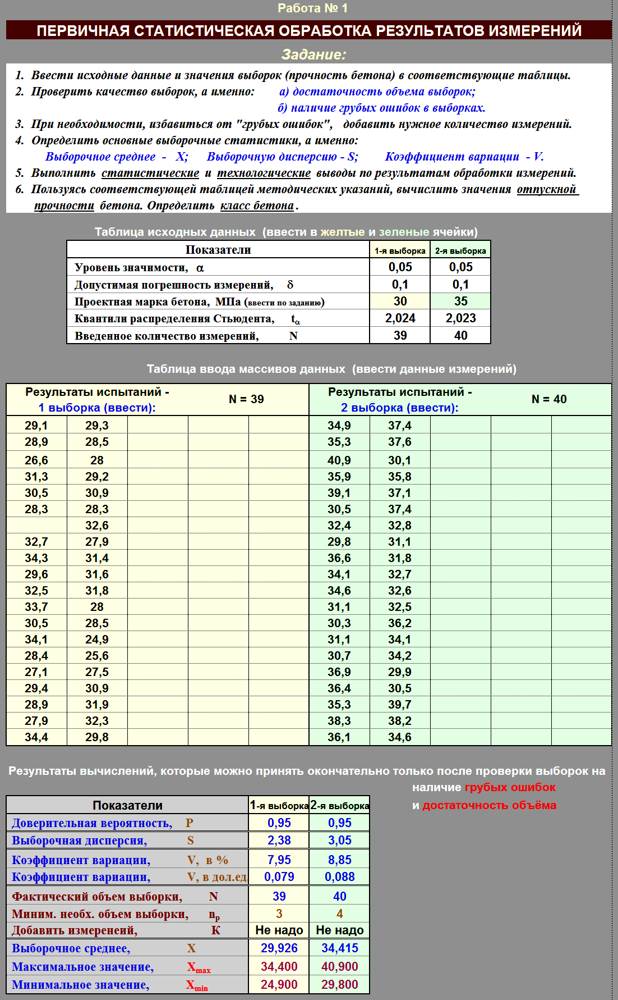 Работа № 1
ПЕРВИЧНАЯ СТАТИСТИЧЕСКАЯ ОБРАБОТКА РЕЗУЛЬТАТОВ ИЗМЕРЕНИЙ
Задание:
1. Ввести исходные данные и значения выборок (прочность бетона) в соответствующие таблицы.
2. Проверить качество выборок, а именно: а) достаточность объема выборок;
б) наличие грубых ошибок в выборках.
3. При необходимости, избавиться от "грубых ошибок", добавить нужное количество измерений.
4. Определить основные выборочные статистики, а именно:
Выборочное среднее - X; Выборочную дисперсию - S; Коэффициент вариации - V.
5. Выполнить статистические и технологические выводы по результатам обработки измерений.
6. Пользуясь соответствующей таблицей методических указаний, вычислить значения отпускной
прочности бетона. Определить класс бетона.
Таблица исходных данных (ввести в желтые и зеленые ячейки)
Показатели 1-я выборка 2-я выборка
Уровень значимости, α 0,05 0,05
Допустимая погрешность измерений, δ 0,1 0,1
Проектная марка бетона, МПа (ввести по заданию) 30 35
Квантили распределения Стьюдента, tα 2,024 2,023
Введенное количество измерений, N 39 40
Таблица ввода массивов данных (ввести данные измерений)
Результаты испытаний - N = 39 Результаты испытаний - N = 40
1 выборка (ввести): 2 выборка (ввести):
29,1 29,3 34,9 37,4
28,9 28,5 35,3 37,6
26,6 28 40,9 30,1
31,3 29,2 35,9 35,8
30,5 30,9 39,1 37,1
28,3 28,3 30,5 37,4
32,6 32,4 32,8
32,7 27,9 29,8 31,1
34,3 31,4 36,6 31,8
29,6 31,6 34,1 32,7
32,5 31,8 34,6 32,6
33,7 28 31,1 32,5
30,5 28,5 30,3 36,2
34,1 24,9 31,1 34,1
28,4 25,6 30,7 34,2
27,1 27,5 36,9 29,9
29,4 30,9 36,4 30,5
28,9 31,9 35,3 39,7
27,9 32,3 38,3 38,2
34,4 29,8 36,1 34,6
Результаты вычислений, которые можно принять окончательно только после проверки выборок на
наличие грубых ошибок
и достаточность объёма
Показатели 1-я выборка 2-я выборка
Доверительная вероятность, P 0,95 0,95
Выборочная дисперсия, S 2,38 3,05
Коэффициент вариации, V, в % 7,95 8,85
Коэффициент вариации, V, в дол.ед. 0,079 0,088
Фактический объем выборки, N 39 40
Миним. необх. объем выборки, np 3 4
Добавить измеренеий, К Не надо Не надо
Выборочное среднее, X 29,926 34,415
Максимальное значение, Xmax 34,400 40,900
Минимальное значение, Xmin 24,900 29,800